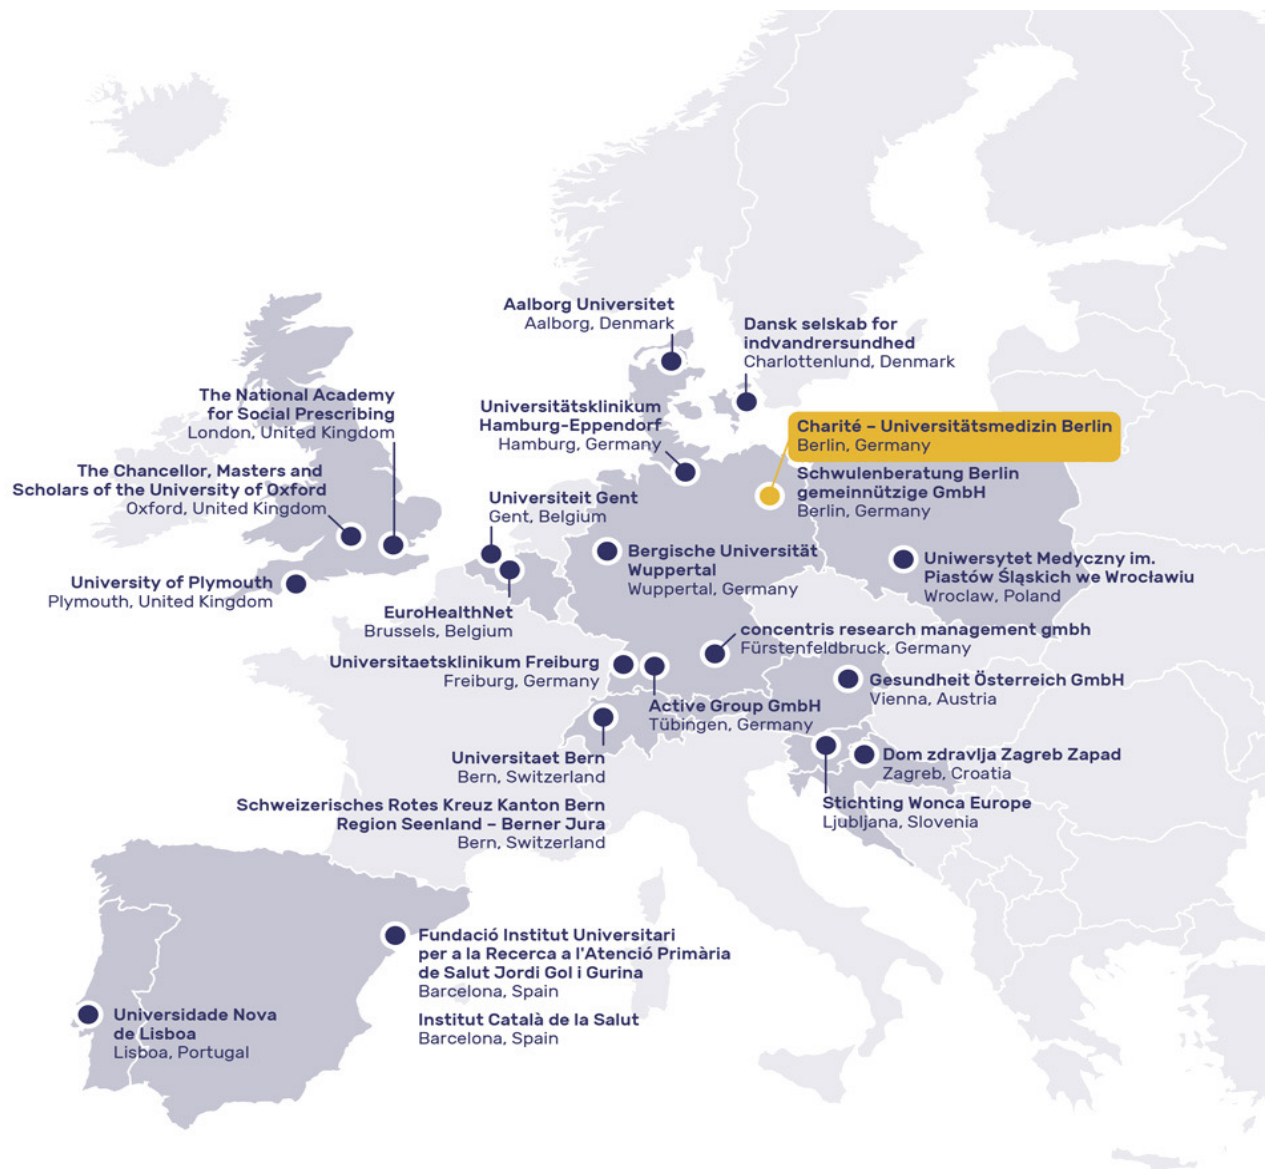 Aalborg Universitet
Aalborg, Denmark
Dansk selskab for
indvandrersundhed
Charlottenlund, Denmark
The National Academy
for Social Prescribing
London, United Kingdom
Universitätsklinikum
Hamburg-Eppendorf
Hamburg, Germany
Charité – Universitätsmedizin Berlin
Berlin, Germany
Schwulenberatung Berlin
gemeinnützige GmbH
Berlin, Germany
The Chancellor, Masters and
Scholars of the University of Oxford
Oxford, United Kingdom
Universiteit Gent
Gent, Belgium
Bergische Universität
Wuppertal
Wuppertal, Germany
Uniwersytet Medyczny im.
Piastów Śląskich we Wrocławiu
Wroclaw, Poland
University of Plymouth
Plymouth, United Kingdom
EuroHealthNet
Brussels, Belgium
concentris research management gmbh
Fürstenfeldbruck, Germany
Universitaetsklinikum Freiburg
Freiburg, Germany
Gesundheit Österreich GmbH
Vienna, Austria
Active Group GmbH
Tübingen, Germany
Universitaet Bern
Bern, Switzerland
Dom zdravlja Zagreb Zapad
Zagreb, Croatia
Schweizerisches Rotes Kreuz Kanton Bern
Region Seenland – Berner Jura
Bern, Switzerland
Stichting Wonca Europe
Ljubljana, Slovenia
Fundació Institut Universitari
per a la Recerca a l'Atenció Primària
de Salut Jordi Gol i Gurina
Barcelona, Spain
Institut Català de la Salut
Barcelona, Spain
Universidade Nova
de Lisboa
Lisboa, Portugal